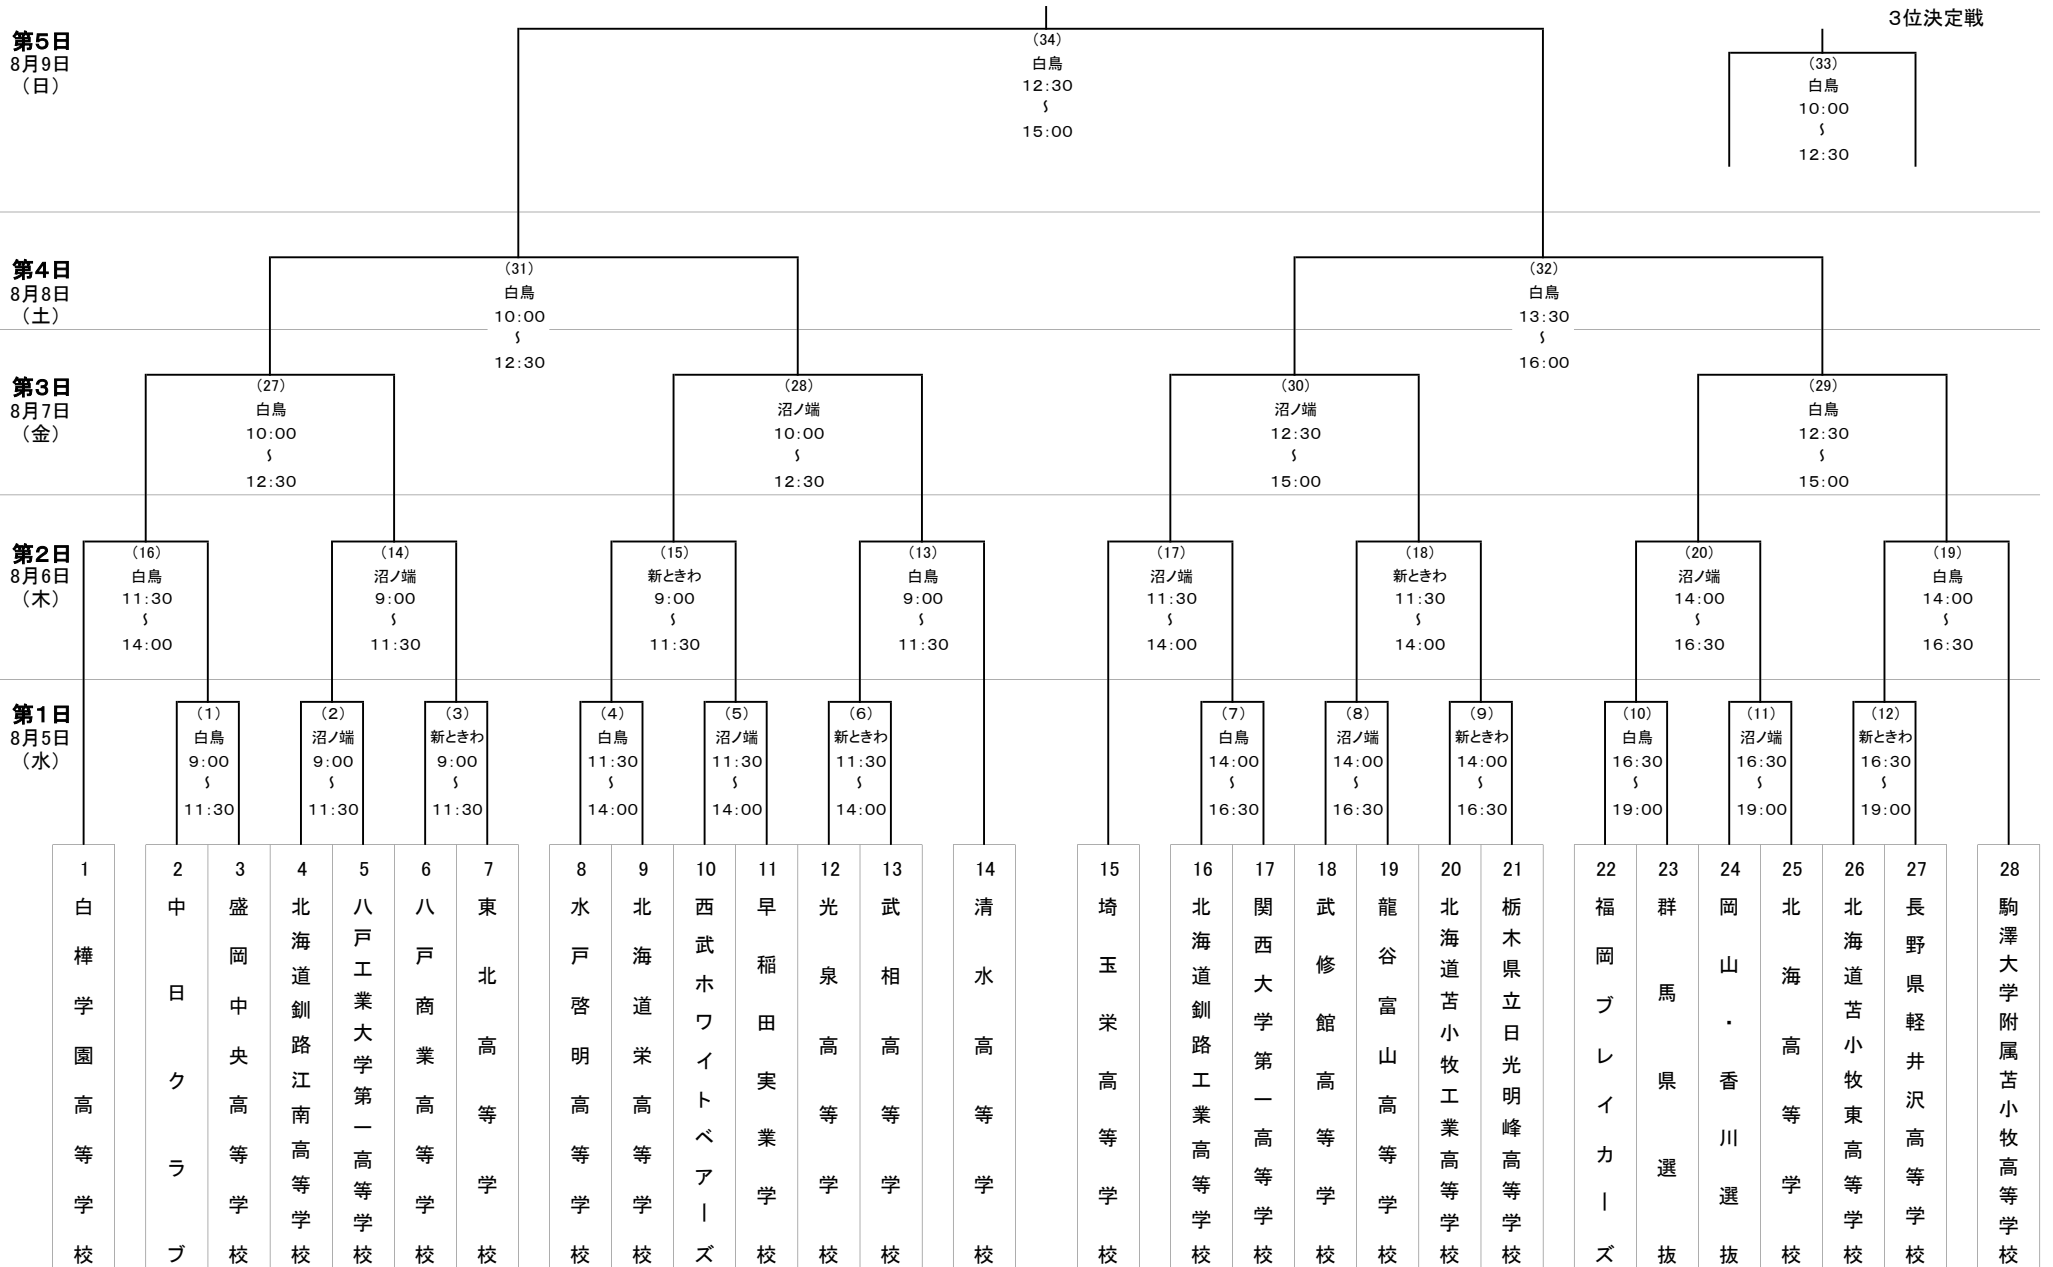 3位決定戦
第5日
8月9日
(日)
(34)
白鳥
12:30
~
15:00
(33)
白鳥
10:00
~
12:30
第4日
8月8日
(土)
(31)
白鳥
10:00
~
12:30
(32)
白鳥
13:30
~
16:00
第3日
8月7日
(金)
(27)
白鳥
10:00
~
12:30
(28)
沼ノ端
10:00
~
12:30
(30)
沼ノ端
12:30
~
15:00
(29)
白鳥
12:30
~
15:00
第2日
8月6日
(木)
(16)
白鳥
11:30
~
14:00
(14)
沼ノ端
9:00
~
11:30
(15)
新ときわ
9:00
~
11:30
(13)
白鳥
9:00
~
11:30
(17)
沼ノ端
11:30
~
14:00
(18)
新ときわ
11:30
~
14:00
(20)
沼ノ端
14:00
~
16:30
(19)
白鳥
14:00
~
16:30
第1日
8月5日
(水)
(1)
白鳥
9:00
~
11:30
(2)
沼ノ端
9:00
~
11:30
(3)
新ときわ
9:00
~
11:30
(4)
白鳥
11:30
~
14:00
(5)
沼ノ端
11:30
~
14:00
(6)
新ときわ
11:30
~
14:00
(7)
白鳥
14:00
~
16:30
(8)
沼ノ端
14:00
~
16:30
(9)
新ときわ
14:00
~
16:30
(10)
白鳥
16:30
~
19:00
(11)
沼ノ端
16:30
~
19:00
(12)
新ときわ
16:30
~
19:00
1
白樺学園高等学校
2
中日クラブ
3
盛岡中央高等学校
4
北海道釧路江南高等学校
5
八戸工業大学第一高等学校
6
八戸商業高等学校
7
東北高等学校
8
水戸啓明高等学校
9
北海道栄高等学校
10
西武ホワイトベアーズ
11
早稲田実業学校
12
光泉高等学校
13
武相高等学校
14
清水高等学校
15
埼玉栄高等学校
16
北海道釧路工業高等学校
17
関西大学第一高等学校
18
武修館高等学校
19
龍谷富山高等学校
20
北海道苫小牧工業高等学校
21
栃木県立日光明峰高等学校
22
福岡ブレイカーズ
23
群馬県選抜
24
岡山・香川選抜
25
北海高等学校
26
北海道苫小牧東高等学校
27
長野県軽井沢高等学校
28
駒澤大学附属苫小牧高等学校